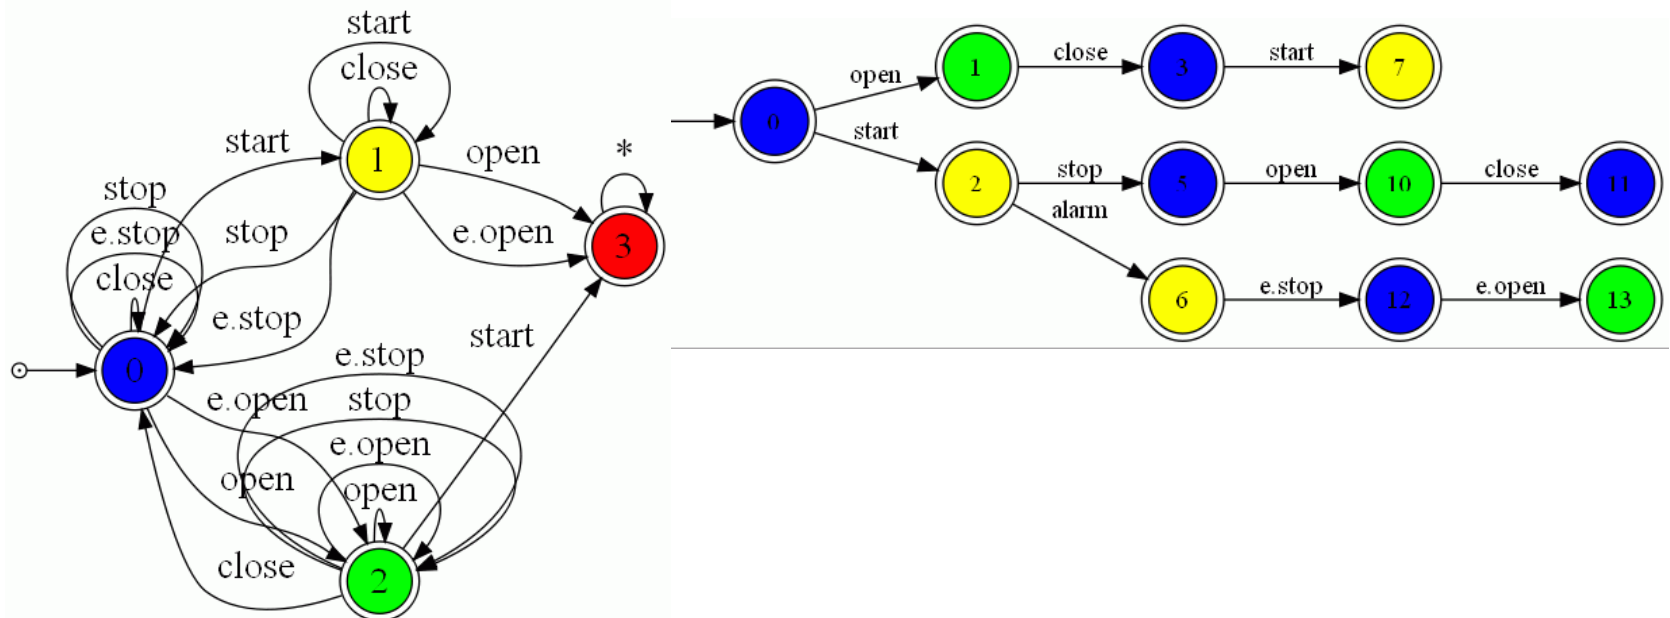 start
close
1
start
open
*
stop
e.stop
close
stop
e.open
3
0
e.stop
start
e.stop
e.open
stop
e.open
open
open
close
2
0
open
1
close
3
start
7
start
2
stop
5
open
10
close
11
alarm
6
e.stop
12
e.open
13